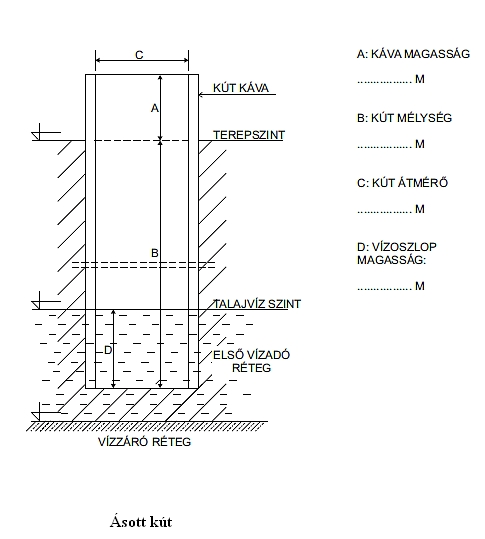 C
KÚT KÁVA
A
TEREPSZINT
B
TALAJVÍZ SZINT
D
ELSŐ VÍZADÓ
RÉTEG
VÍZZÁRÓ RÉTEG
A: KÁVA MAGASSÁG
................. M
B: KÚT MÉLYSÉG
................. M
C: KÚT ÁTMÉRŐ
................. M
D: VÍZOSZLOP
MAGASSÁG:
................. M
Ásott kút